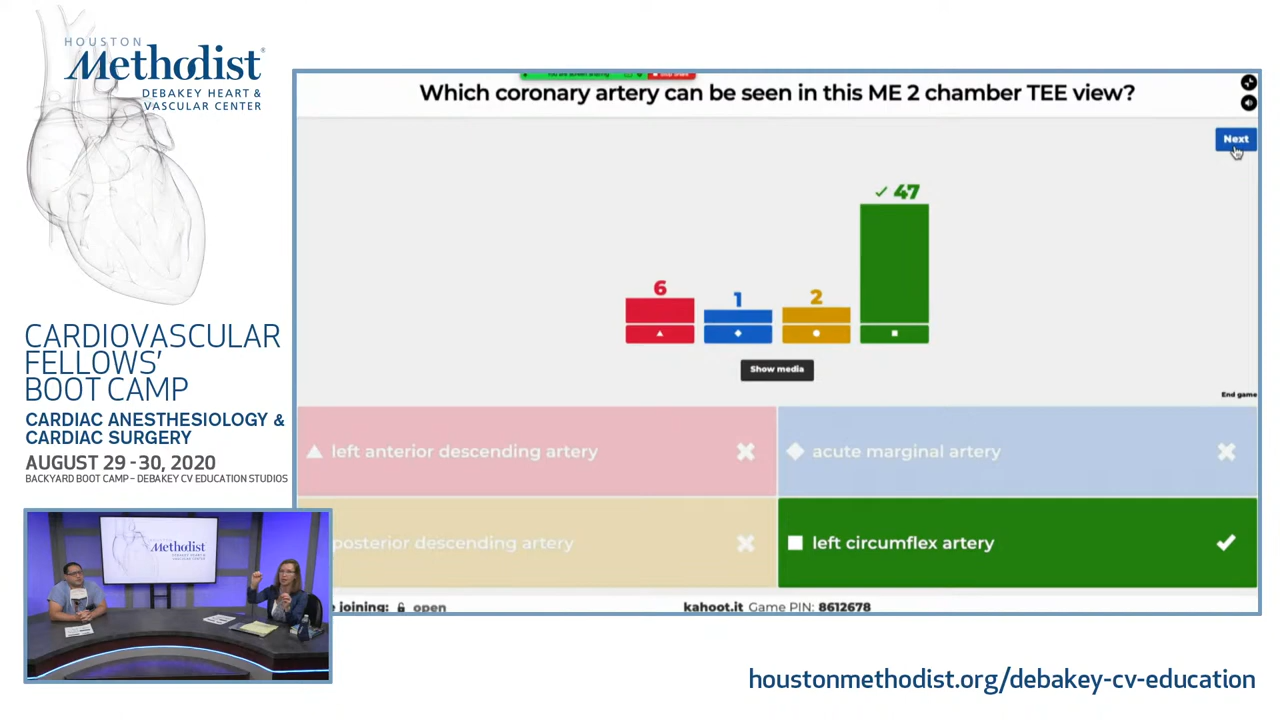 HOUSTON
Methodist®
DEBAKEY HEART &
VASCULAR CENTER
CARDIOVASCULAR
FELLOWS'
BOOT CAMP
CARDIAC ANESTHESIOLOGY &
CARDIAC SURGERY
AUGUST 29-30, 2020
BACKYARD BOOT CAMP – DEBAKEY CV EDUCATION STUDIOS
Which coronary artery can be seen in this ME 2 chamber TEE view?
Next
6
1
2
✓ 47
Show media
End game
left anterior descending artery
acute marginal artery
posterior descending artery
left circumflex artery
joining: open
kahoot.it Game PIN: 8612678
Methodist
houstonmethodist.org/debakey-cv-education